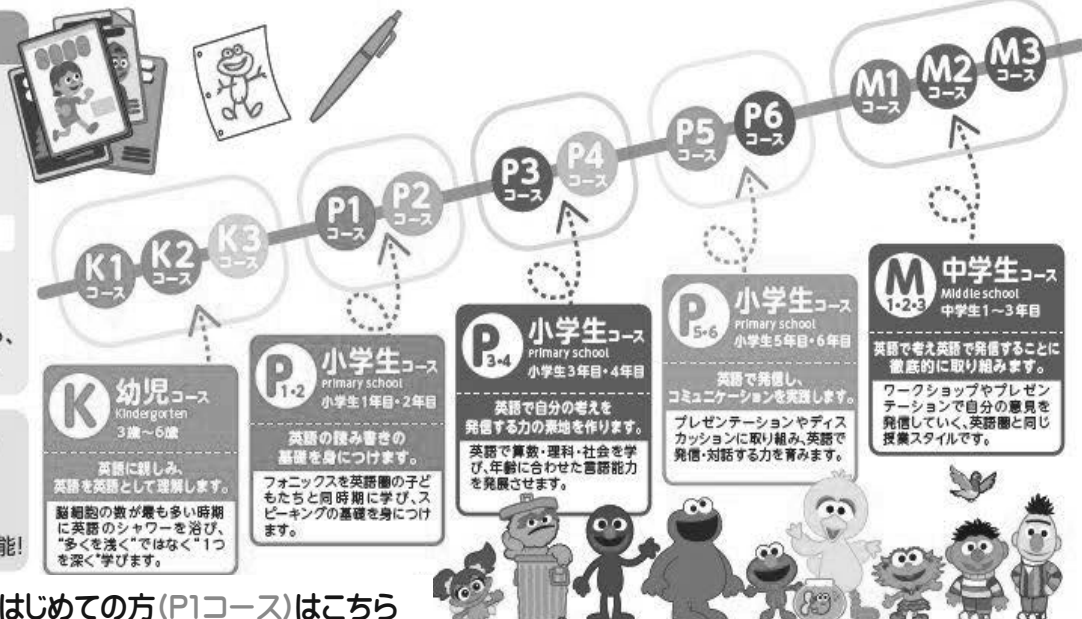 K1
コース
K2
コース
K3
コース
P1
コース
P2
コース
P3
コース
P4
コース
P5
コース
P6
コース
M1
コース
M2
コース
M3
コース
K
幼児コース
Kindergorten
3歳〜6歳
英語に親しみ、
英語を英語として理解します。
脳細胞の数が最も多い時期
に英語のシャワーを浴び、
“多くを浅く”ではなく“1つ
を深く”学びます。
P
1・2
小学生コース
Primary school
小学生1年目・2年目
英語の読み書きの
基礎を身につけます。
フォニックスを英語圏の子ど
もたちと同時期に学び、ス
ピーキングの基礎を身につけ
ます。
P
3・4
小学生コース
Primary school
小学生3年目・4年目
英語で自分の考えを
発信する力の素地を作ります。
英語で算数・理科・社会を学
び、年齢に合わせた言語能力
を発展させます。
P
5・6
小学生コース
Primary school
小学生5年目・6年目
英語で発信し、
コミュニケーションを実践します。
プレゼンテーションやディス
カッションに取り組み、英語で
発信・対話する力を育みます。
M
1・2・3
中学生コース
Middle school
中学生1〜3年目
英語で考え英語で発信することに
徹底的に取り組みます。
ワークショップやプレゼン
テーションで自分の意見を
発信していく、英語圏と同じ
授業スタイルです。
能!
はじめての方(P1コース)はこちら